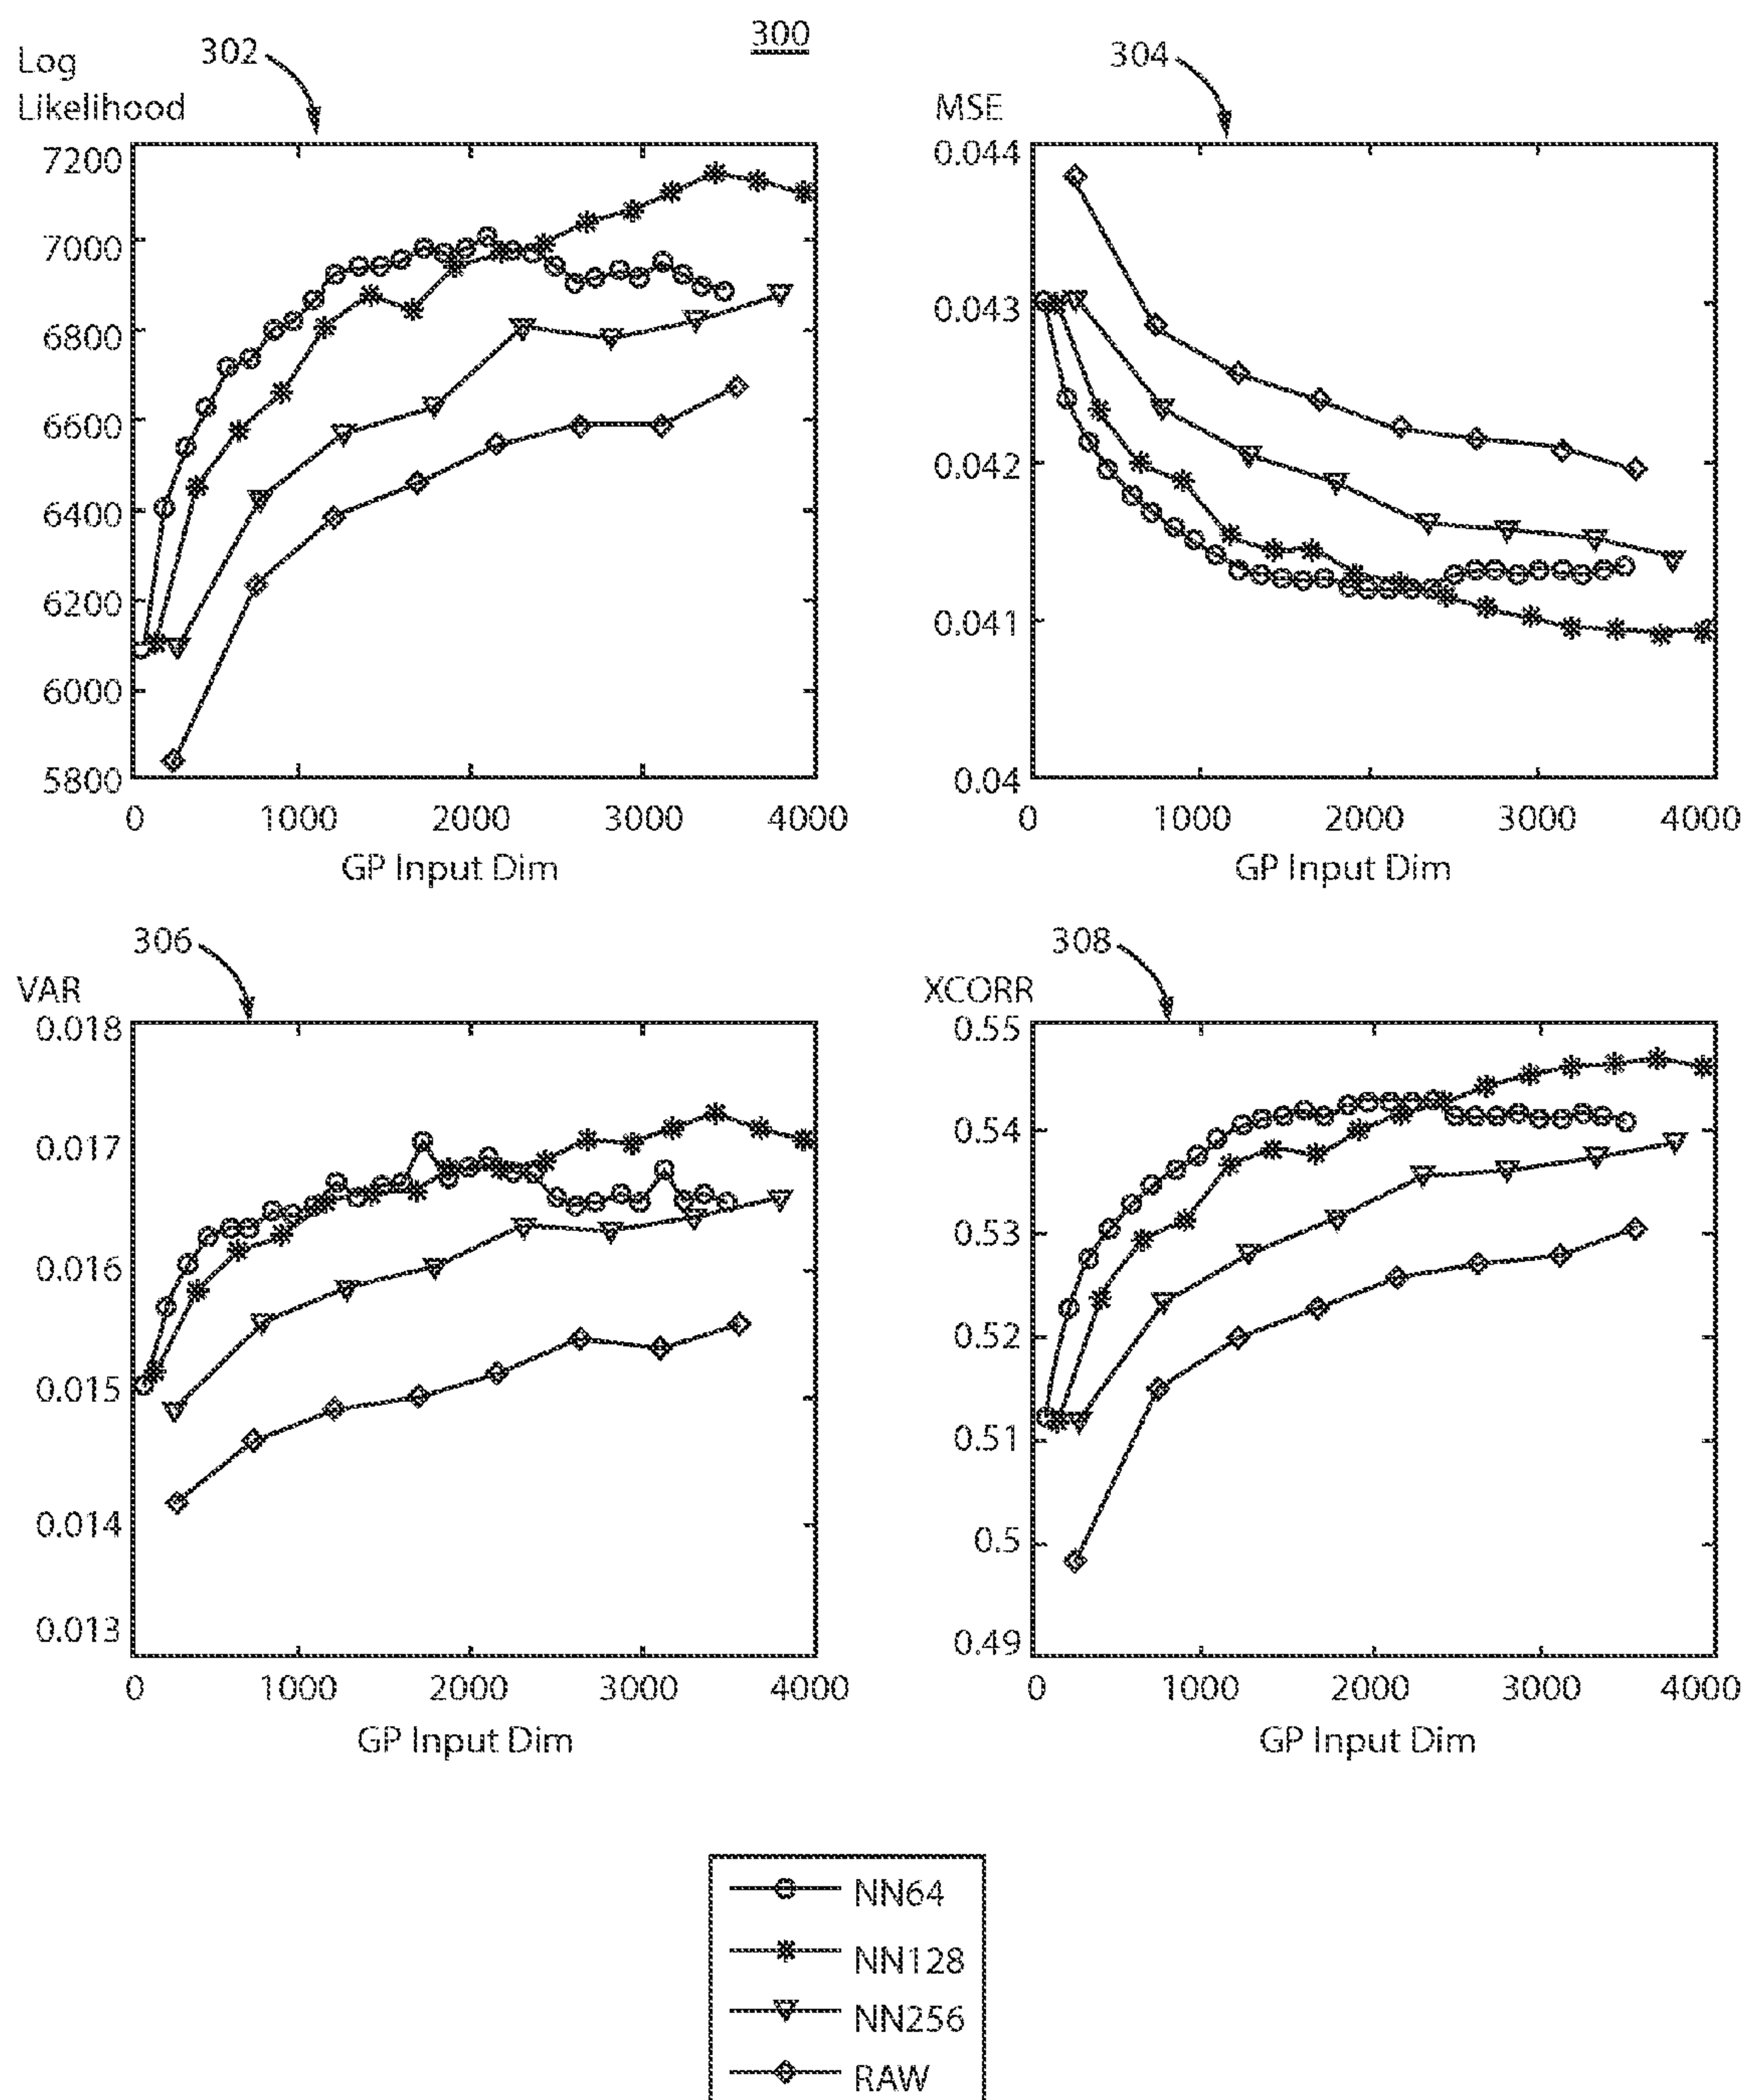 300
302
Log
Likelihood
7200
7000
6800
6600
6400
6200
6000
5800
0 1000 2000 3000 4000
GP Input Dim
304
MSE
0.044
0.043
0.042
0.041
0.04
0 1000 2000 3000 4000
GP Input Dim
306
VAR
0.018
0.017
0.016
0.015
0.014
0.013
0 1000 2000 3000 4000
GP Input Dim
308
XCORR
0.55
0.54
0.53
0.52
0.51
0.5
0.49
0 1000 2000 3000 4000
GP Input Dim
NN64
NN128
NN256
RAW